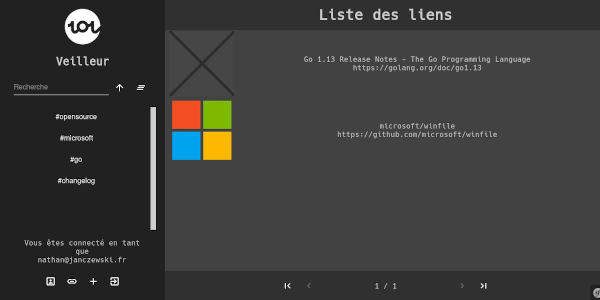 Veilleur
Recherche
#opensource
#microsoft
#go
#changelog
Vous êtes connecté en tant
que
nathan@janczewski.fr
Liste des liens
Go 1.13 Release Notes - The Go Programming Language
https://golang.org/doc/go1.13
microsoft/winfile
https://github.com/microsoft/winfile
1 / 1